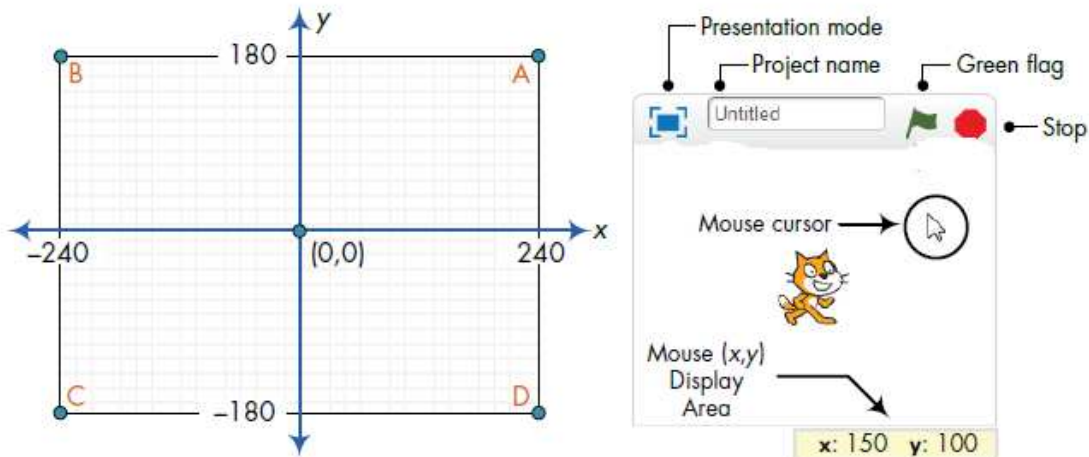 y
180
B
A
x
−240
(0,0)
240
C
−180
D
Presentation mode
Project name
Green flag
Untitled
Stop
Mouse cursor
Mouse (x,y)
Display
Area
x: 150 y: 100